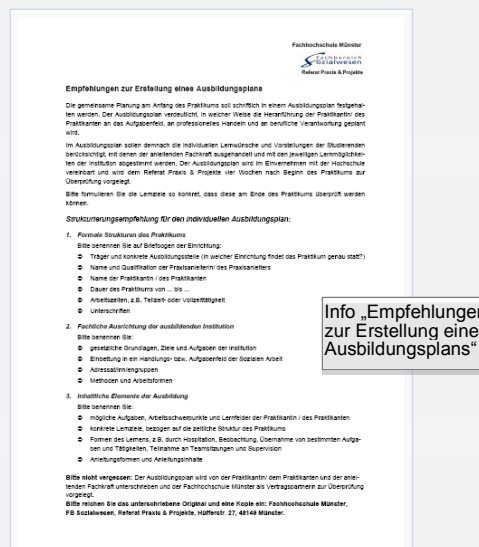 Fachhochschule Münster
Fachbereich
Sozialwesen
Referat Praxis & Projekte
Empfehlungen zur Erstellung eines Ausbildungsplans
Die gemeinsame Planung am Anfang des Praktikums soll schriftlich in einem Ausbildungsplan festgehal-
ten werden. Der Ausbildungsplan verdeutlicht, in welcher Weise die Heranführung der Praktikantin/ des
Praktikanten an das Aufgabenfeld, an professionelles Handeln und an berufliche Verantwortung geplant
wird.
Im Ausbildungsplan sollen demnach die individuellen Lernwünsche und Vorstellungen der Studierenden
berücksichtigt, mit denen der anleitenden Fachkraft ausgehandelt und mit den jeweiligen Lernmöglichkei-
ten der Institution abgestimmt werden. Der Ausbildungsplan wird im Einvernehmen mit der Hochschule
vereinbart und wird dem Referat Praxis & Projekte vier Wochen nach Beginn des Praktikums zur
Überprüfung vorgelegt.
Bitte formulieren Sie die Lernziele so konkret, dass diese am Ende des Praktikums überprüft werden
können.
Strukturierungsempfehlung für den individuellen Ausbildungsplan:
1. Formale Strukturen des Praktikums
Bitte benennen Sie auf Briefbogen der Einrichtung:
Träger und konkrete Ausbildungsstelle (in welcher Einrichtung findet das Praktikum genau statt?)
Name und Qualifikation der Praxisanleiterin/ des Praxisanleiters
Name der Praktikantin / des Praktikanten
Dauer des Praktikums von ... bis ...
Arbeitszeiten, z.B. Teilzeit- oder Vollzeittätigkeit
Unterschriften
2. Fachliche Ausrichtung der ausbildenden Institution
Bitte benennen Sie:
gesetzliche Grundlagen, Ziele und Aufgaben der Institution
Einbettung in ein Handlungs- bzw. Aufgabenfeld der Sozialen Arbeit
Adressat/inn/engruppen
Methoden und Arbeitsformen
3. Inhaltliche Elemente der Ausbildung
Bitte benennen Sie:
mögliche Aufgaben, Arbeitsschwerpunkte und Lernfelder der Praktikantin / des Praktikanten
konkrete Lernziele, bezogen auf die zeitliche Struktur des Praktikums
Formen des Lernens, z.B. durch Hospitation, Beobachtung, Übernahme von bestimmten Aufga-
ben und Tätigkeiten, Teilnahme an Teamsitzungen und Supervision
Anleitungsformen und Anleitungsinhalte
Bitte nicht vergessen: Der Ausbildungsplan wird von der Praktikantin/ dem Praktikanten und der anlei-
tenden Fachkraft unterschrieben und der Fachhochschule Münster als Vertragspartnerin zur Überprüfung
vorgelegt.
Bitte reichen Sie das unterschriebene Original und eine Kopie ein: Fachhochschule Münster,
FB Sozialwesen, Referat Praxis & Projekte, Hüfferstr. 27, 48149 Münster.
Info „Empfehlungen
zur Erstellung eine
Ausbildungsplans“